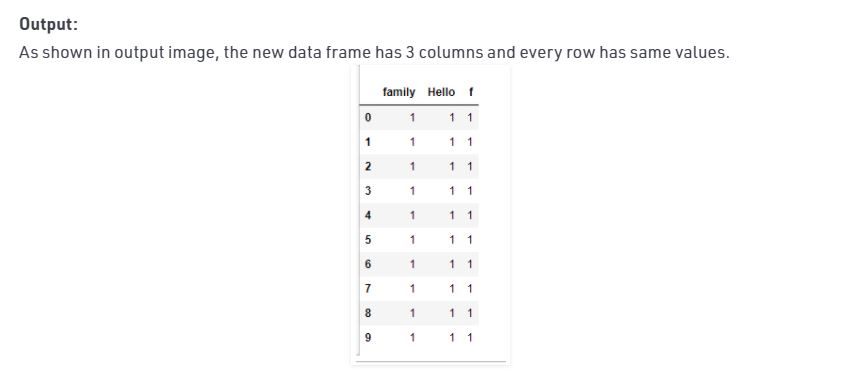 Output:
As shown in output image, the new data frame has 3 columns and every row has same values.
family Hello f
0 1 1 1
1 1 1 1
2 1 1 1
3 1 1 1
4 1 1 1
5 1 1 1
6 1 1 1
7 1 1 1
8 1 1 1
9 1 1 1